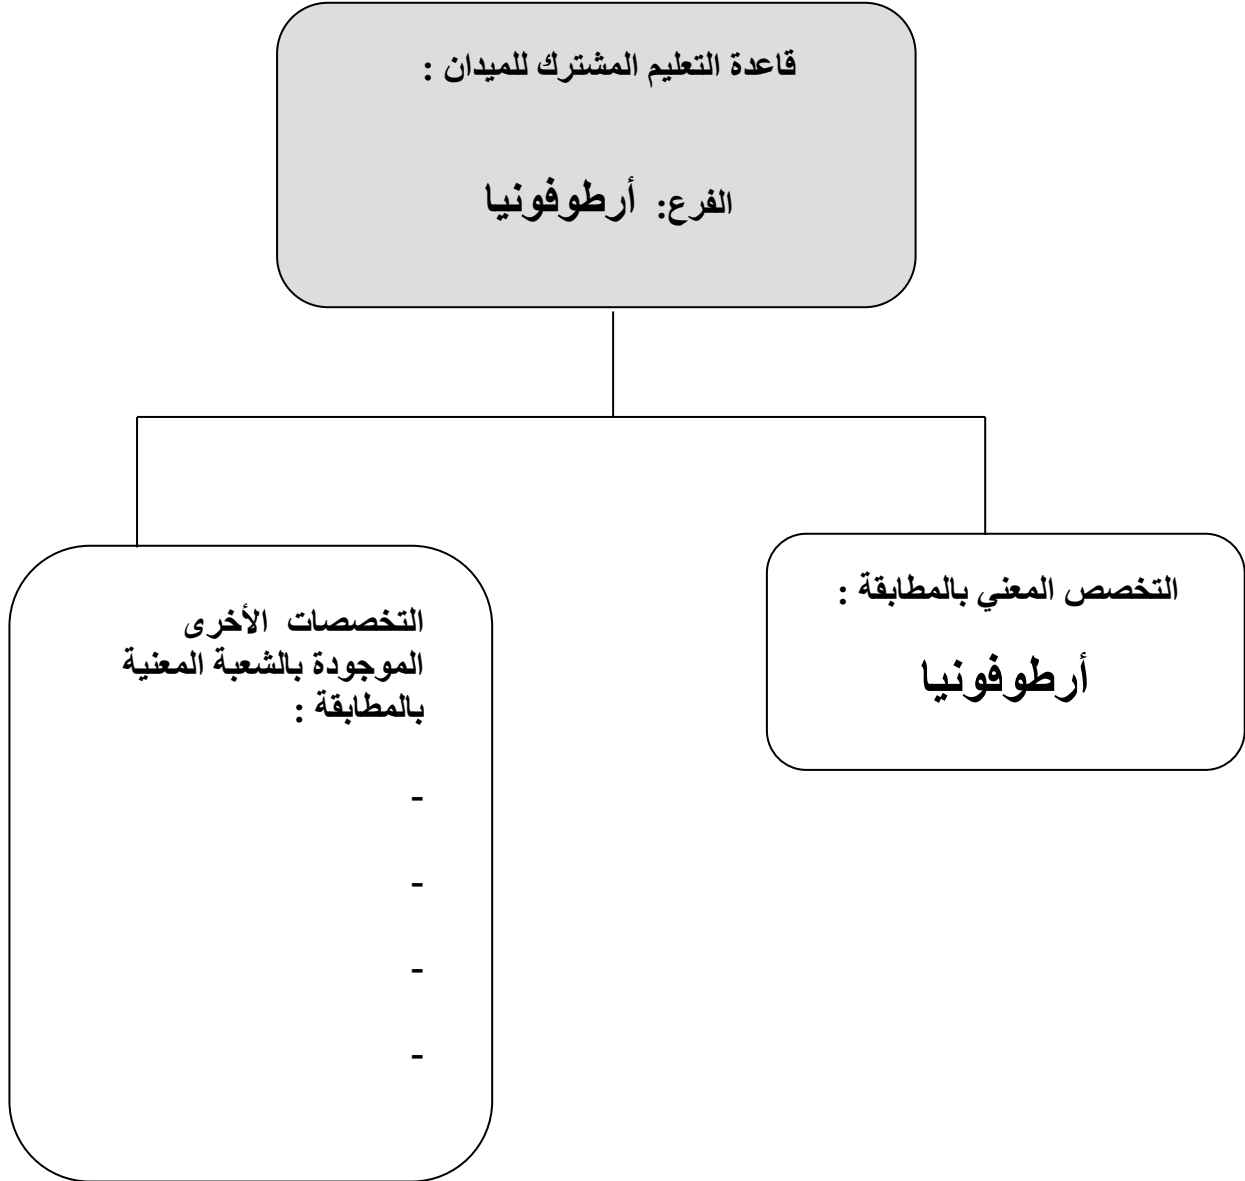 قاعدة التعليم المشترك للميدان :
الفرع: أرطوفونيا
التخصص المعني بالمطابقة :
أرطوفونيا
التخصصات الأخرى
الموجودة بالشعبة المعنية
بالمطابقة :
-
-
-
-